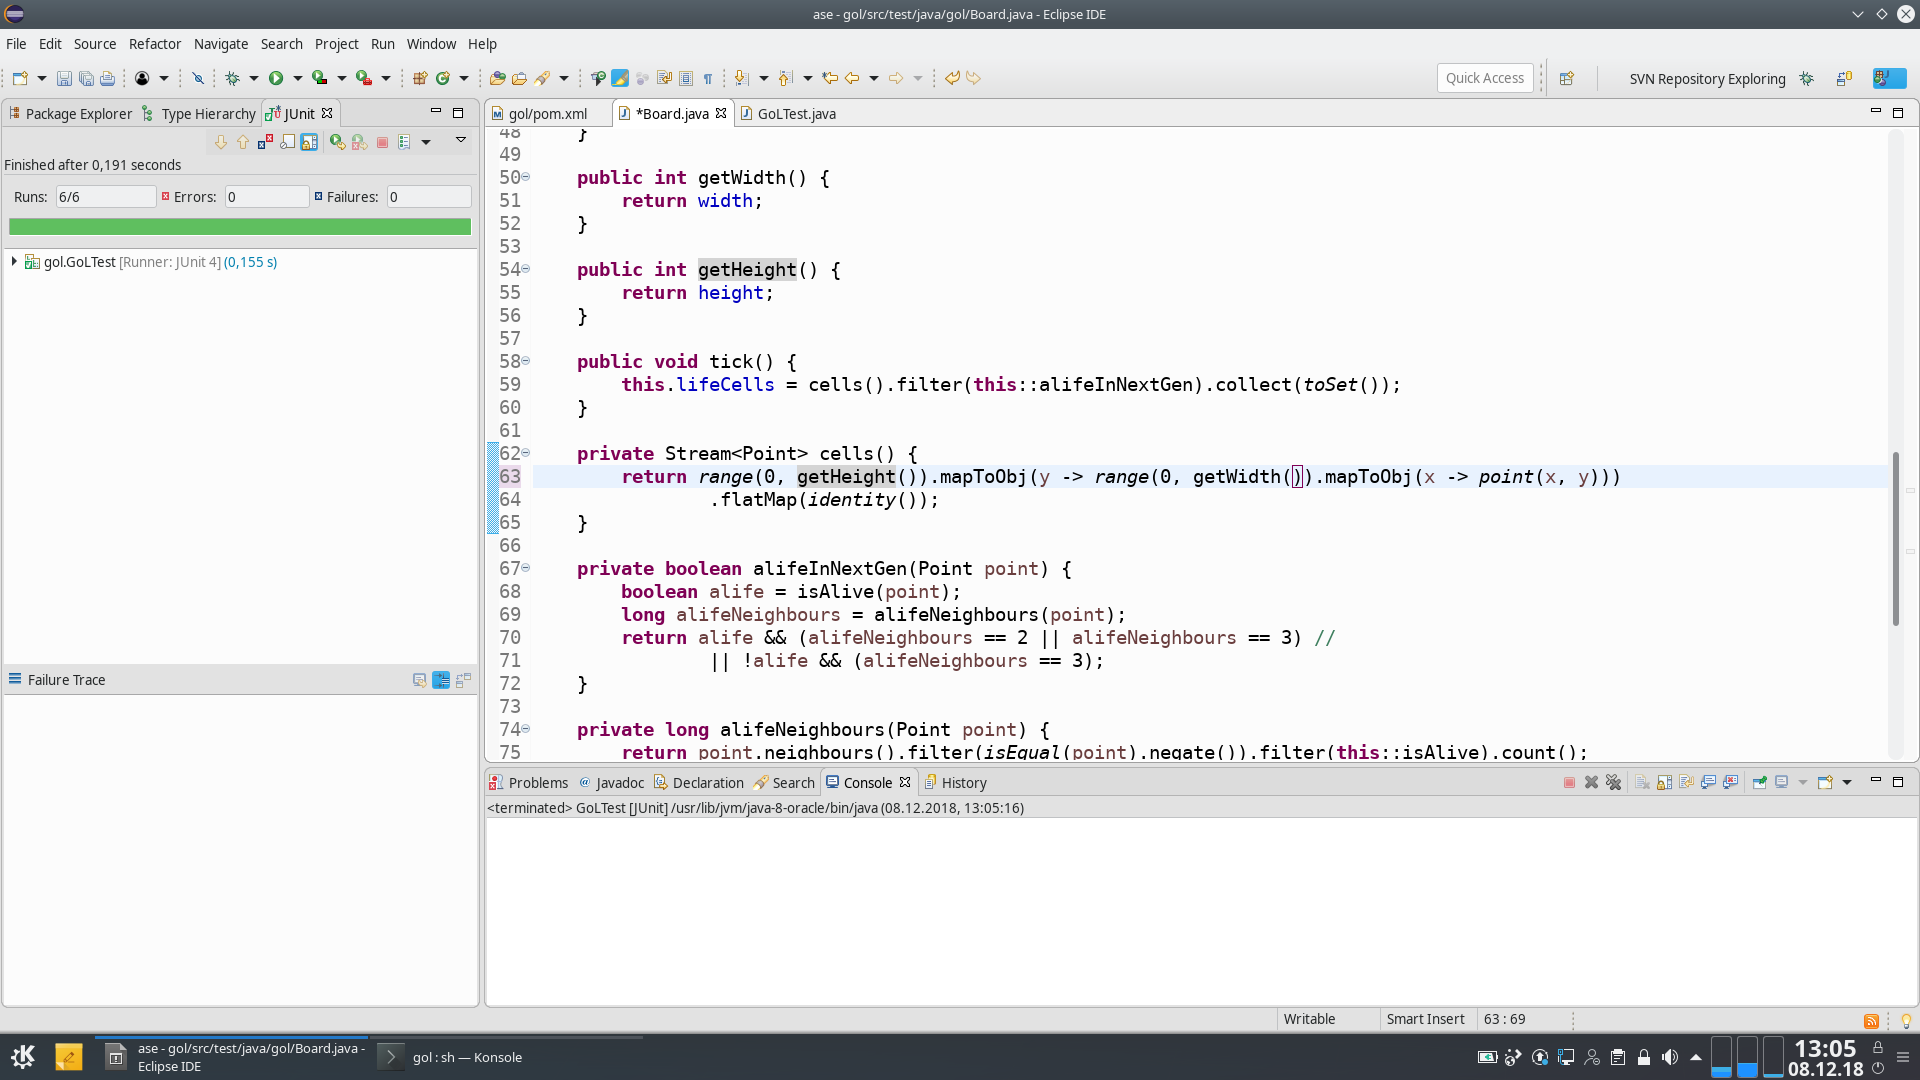 ase - gol/src/test/java/gol/Board.java - Eclipse IDE
File Edit Source Refactor Navigate Search Project Run Window Help
Quick Access SVN Repository Exploring
Package Explorer Type Hierarchy JUnit
Finished after 0,191 seconds
Runs: 6/6 Errors: 0 Failures: 0
gol.GoLTest [Runner: JUnit 4] (0,155 s)
Failure Trace
gol/pom.xml *Board.java GoLTest.java
48 }
49
50 public int getWidth() {
51 return width;
52 }
53
54 public int getHeight() {
55 return height;
56 }
57
58 public void tick() {
59 this.lifeCells = cells().filter(this::alifeInNextGen).collect(toSet());
60 }
61
62 private Stream<Point> cells() {
63 return range(0, getHeight()).mapToObj(y -> range(0, getWidth()).mapToObj(x -> point(x, y)))
64 .flatMap(identity());
65 }
66
67 private boolean alifeInNextGen(Point point) {
68 boolean alife = isAlive(point);
69 long alifeNeighbours = alifeNeighbours(point);
70 return alife && (alifeNeighbours == 2 || alifeNeighbours == 3) //
71 || !alife && (alifeNeighbours == 3);
72 }
73
74 private long alifeNeighbours(Point point) {
75 return point.neighbours().filter(isEqual(point).negate()).filter(this::isAlive).count();
Problems Javadoc Declaration Search Console History
<terminated> GoLTest [JUnit] /usr/lib/jvm/java-8-oracle/bin/java (08.12.2018, 13:05:16)
Writable Smart Insert 63 : 69
ase - gol/src/test/java/gol/Board.java - Eclipse IDE
gol : sh — Konsole
13:05
08.12.18